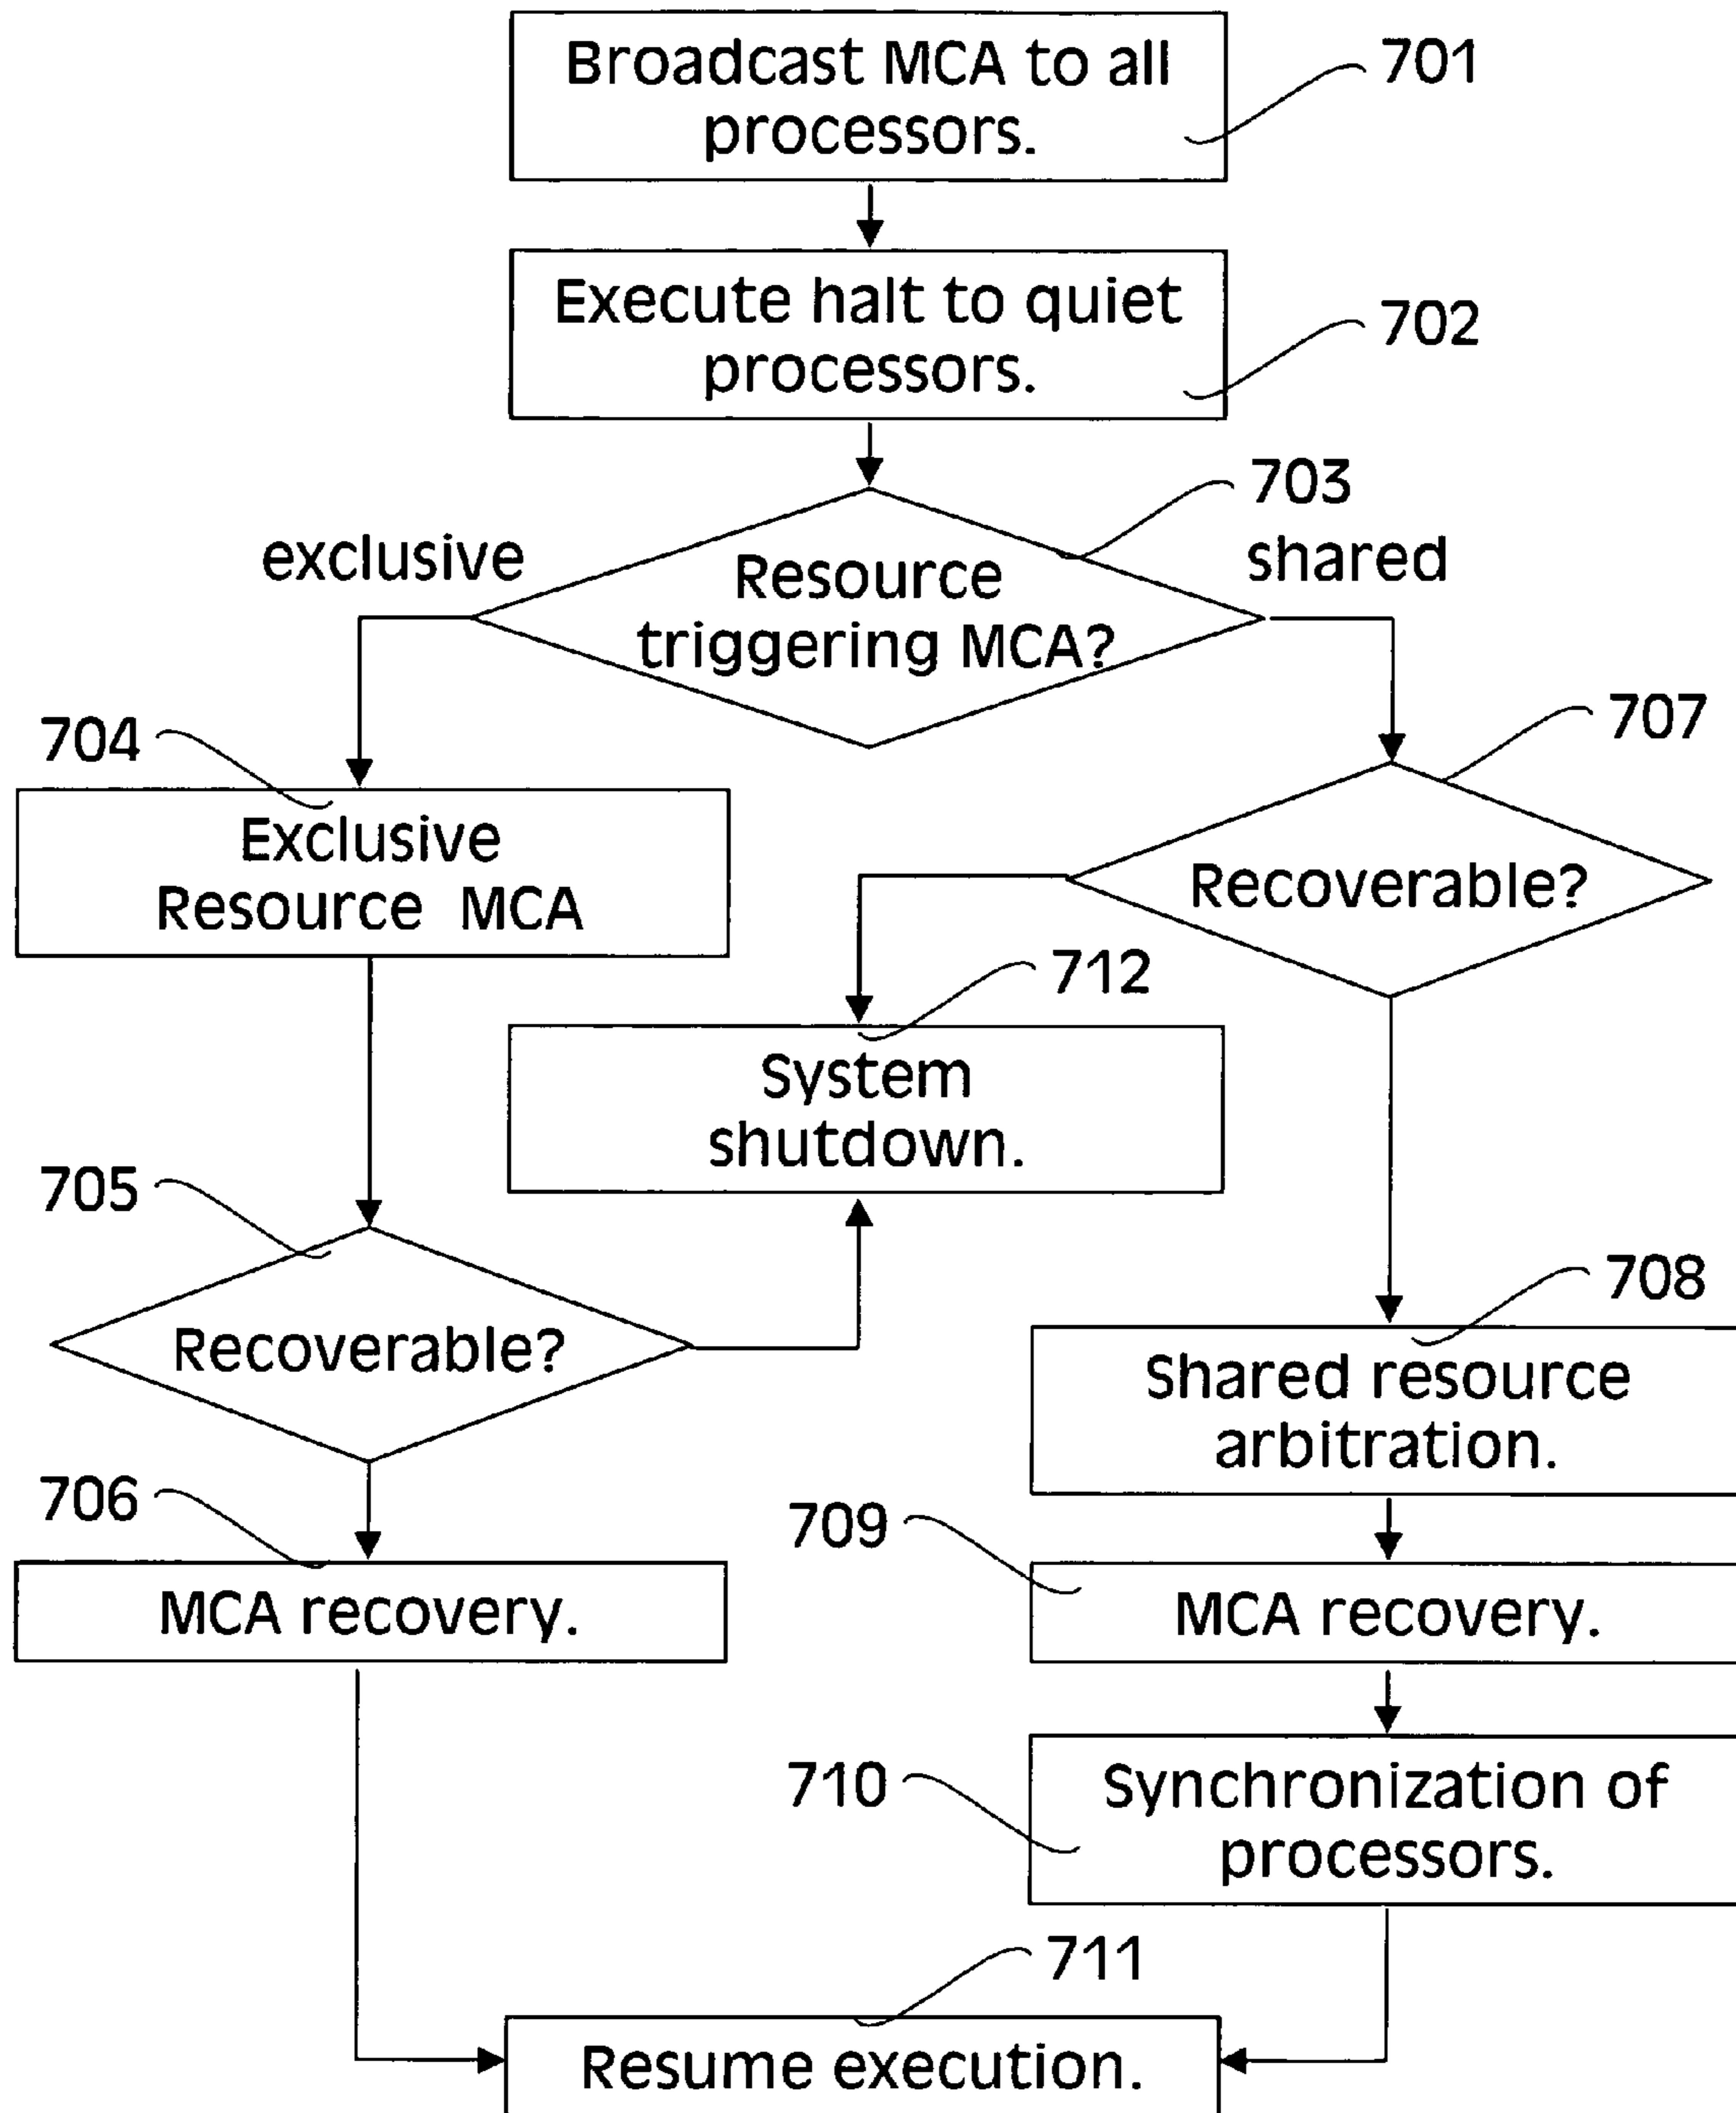 Broadcast MCA to all
processors.
701
Execute halt to quiet
processors.
702
703
exclusive
shared
Resource
triggering MCA?
704
707
Exclusive
Resource MCA
Recoverable?
712
System
shutdown.
705
Recoverable?
708
Shared resource
arbitration.
706
709
MCA recovery.
MCA recovery.
710
Synchronization of
processors.
711
Resume execution.